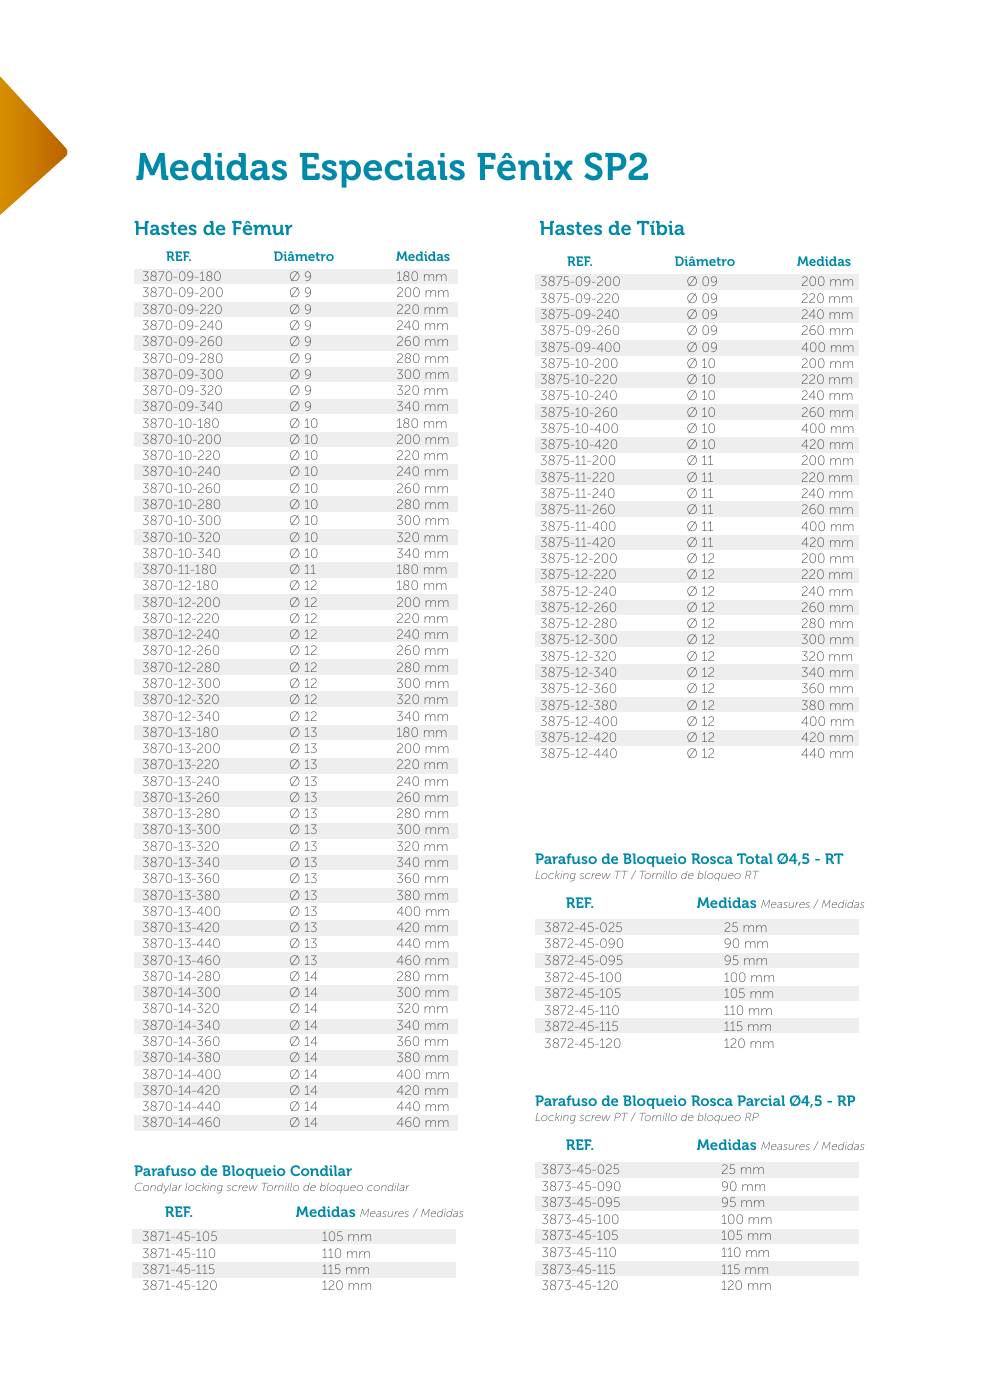 Medidas Especiais Fênix SP2
Hastes de Fêmur
REF. Diâmetro Medidas
3870-09-180 Ø 9 180 mm
3870-09-200 Ø 9 200 mm
3870-09-220 Ø 9 220 mm
3870-09-240 Ø 9 240 mm
3870-09-260 Ø 9 260 mm
3870-09-280 Ø 9 280 mm
3870-09-300 Ø 9 300 mm
3870-09-320 Ø 9 320 mm
3870-09-340 Ø 9 340 mm
3870-10-180 Ø 10 180 mm
3870-10-200 Ø 10 200 mm
3870-10-220 Ø 10 220 mm
3870-10-240 Ø 10 240 mm
3870-10-260 Ø 10 260 mm
3870-10-280 Ø 10 280 mm
3870-10-300 Ø 10 300 mm
3870-10-320 Ø 10 320 mm
3870-10-340 Ø 10 340 mm
3870-11-180 Ø 11 180 mm
3870-12-180 Ø 12 180 mm
3870-12-200 Ø 12 200 mm
3870-12-220 Ø 12 220 mm
3870-12-240 Ø 12 240 mm
3870-12-260 Ø 12 260 mm
3870-12-280 Ø 12 280 mm
3870-12-300 Ø 12 300 mm
3870-12-320 Ø 12 320 mm
3870-12-340 Ø 12 340 mm
3870-13-180 Ø 13 180 mm
3870-13-200 Ø 13 200 mm
3870-13-220 Ø 13 220 mm
3870-13-240 Ø 13 240 mm
3870-13-260 Ø 13 260 mm
3870-13-280 Ø 13 280 mm
3870-13-300 Ø 13 300 mm
3870-13-320 Ø 13 320 mm
3870-13-340 Ø 13 340 mm
3870-13-360 Ø 13 360 mm
3870-13-380 Ø 13 380 mm
3870-13-400 Ø 13 400 mm
3870-13-420 Ø 13 420 mm
3870-13-440 Ø 13 440 mm
3870-13-460 Ø 13 460 mm
3870-14-280 Ø 14 280 mm
3870-14-300 Ø 14 300 mm
3870-14-320 Ø 14 320 mm
3870-14-340 Ø 14 340 mm
3870-14-360 Ø 14 360 mm
3870-14-380 Ø 14 380 mm
3870-14-400 Ø 14 400 mm
3870-14-420 Ø 14 420 mm
3870-14-440 Ø 14 440 mm
3870-14-460 Ø 14 460 mm
Parafuso de Bloqueio Condilar
Condylar locking screw Tornillo de bloqueo condilar
REF. Medidas Measures / Medidas
3871-45-105 105 mm
3871-45-110 110 mm
3871-45-115 115 mm
3871-45-120 120 mm
Hastes de Tíbia
REF. Diâmetro Medidas
3875-09-200 Ø 09 200 mm
3875-09-220 Ø 09 220 mm
3875-09-240 Ø 09 240 mm
3875-09-260 Ø 09 260 mm
3875-09-400 Ø 09 400 mm
3875-10-200 Ø 10 200 mm
3875-10-220 Ø 10 220 mm
3875-10-240 Ø 10 240 mm
3875-10-260 Ø 10 260 mm
3875-10-400 Ø 10 400 mm
3875-10-420 Ø 10 420 mm
3875-11-200 Ø 11 200 mm
3875-11-220 Ø 11 220 mm
3875-11-240 Ø 11 240 mm
3875-11-260 Ø 11 260 mm
3875-11-400 Ø 11 400 mm
3875-11-420 Ø 11 420 mm
3875-12-200 Ø 12 200 mm
3875-12-220 Ø 12 220 mm
3875-12-240 Ø 12 240 mm
3875-12-260 Ø 12 260 mm
3875-12-280 Ø 12 280 mm
3875-12-300 Ø 12 300 mm
3875-12-320 Ø 12 320 mm
3875-12-340 Ø 12 340 mm
3875-12-360 Ø 12 360 mm
3875-12-380 Ø 12 380 mm
3875-12-400 Ø 12 400 mm
3875-12-420 Ø 12 420 mm
3875-12-440 Ø 12 440 mm
Parafuso de Bloqueio Rosca Total Ø4,5 - RT
Locking screw TT / Tornillo de bloqueo RT
REF. Medidas Measures / Medidas
3872-45-025 25 mm
3872-45-090 90 mm
3872-45-095 95 mm
3872-45-100 100 mm
3872-45-105 105 mm
3872-45-110 110 mm
3872-45-115 115 mm
3872-45-120 120 mm
Parafuso de Bloqueio Rosca Parcial Ø4,5 - RP
Locking screw PT / Tornillo de bloqueo RP
REF. Medidas Measures / Medidas
3873-45-025 25 mm
3873-45-090 90 mm
3873-45-095 95 mm
3873-45-100 100 mm
3873-45-105 105 mm
3873-45-110 110 mm
3873-45-115 115 mm
3873-45-120 120 mm